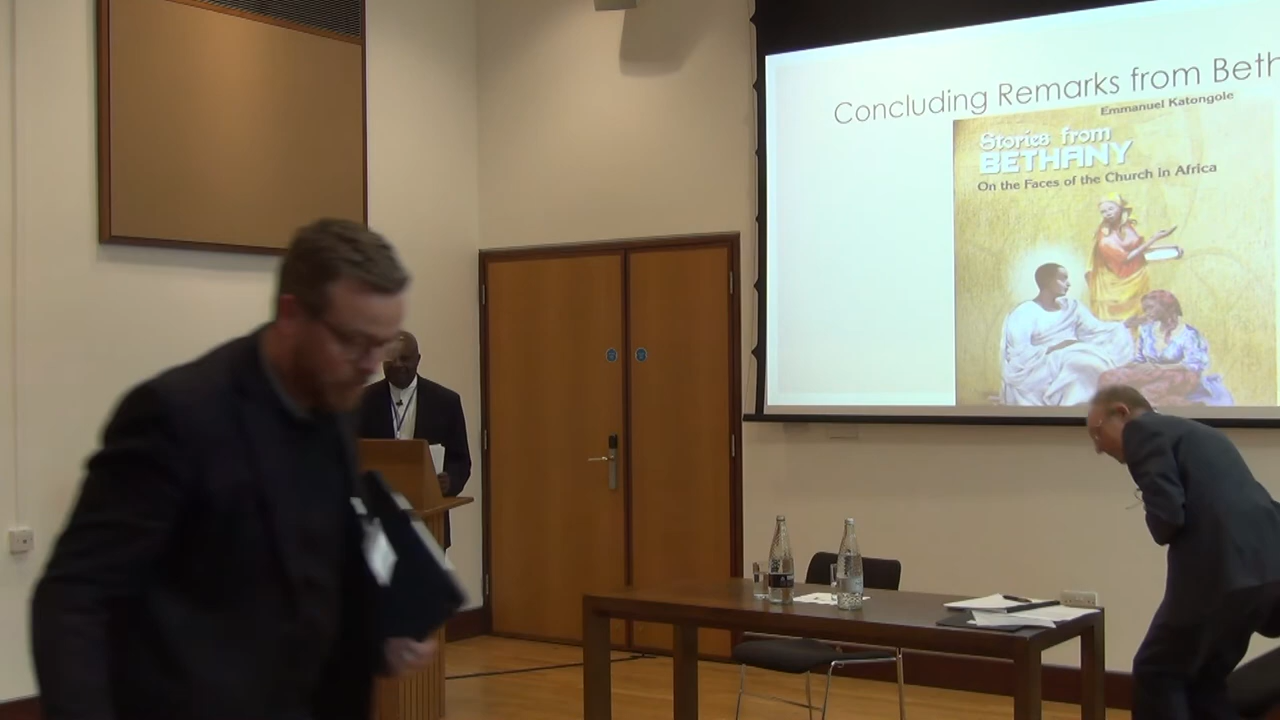 Concluding Remarks from Beth
Emmanuel Katongole
Stories from
BETHANY
On the Faces of the Church in Africa